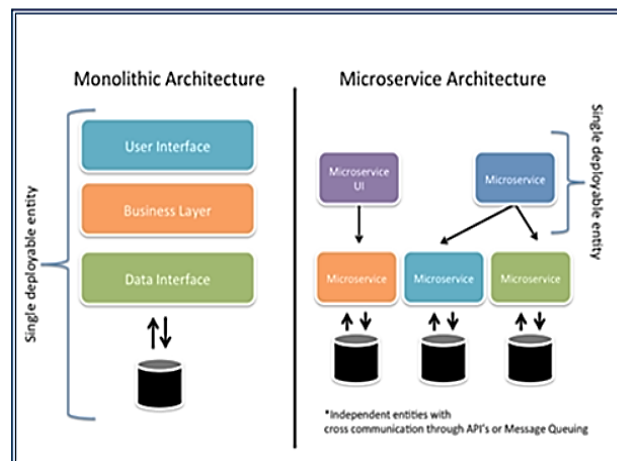 Monolithic Architecture
Single deployable entity
User Interface
Business Layer
Data Interface
Microservice Architecture
Single deployable
entity
Microservice
UI
Microservice
Microservice
Microservice
Microservice
*Independent entities with
cross communication through API's or Message Queuing